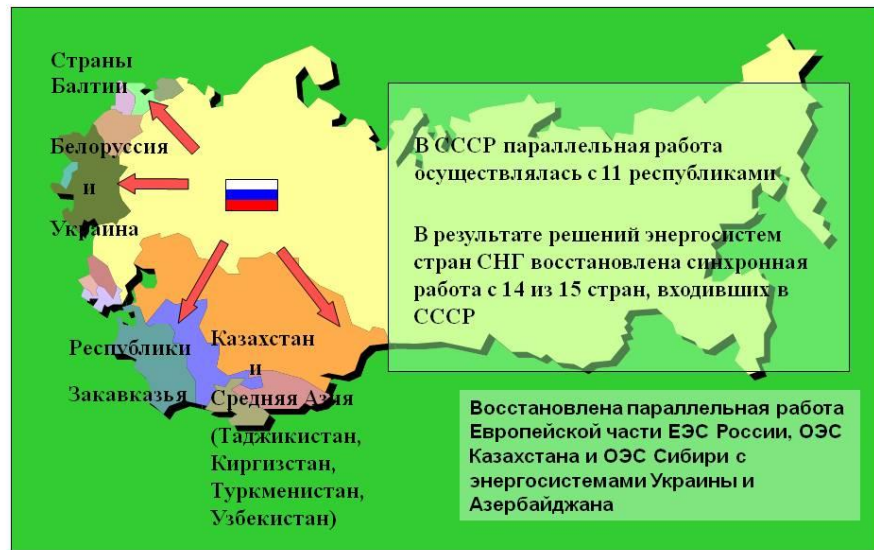 Страны
Балтии
Белоруссия
и
Украина
В СССР параллельная работа
осуществлялась с 11 республиками
В результате решений энергосистем
стран СНГ восстановлена синхронная
работа с 14 из 15 стран, входивших в
СССР
Республики
Закавказья
Казахстан
и
Средняя Азия
(Таджикистан,
Киргизстан,
Туркменистан,
Узбекистан)
Восстановлена параллельная работа
Европейской части ЕЭС России, ОЭС
Казахстана и ОЭС Сибири с
энергосистемами Украины и
Азербайджана